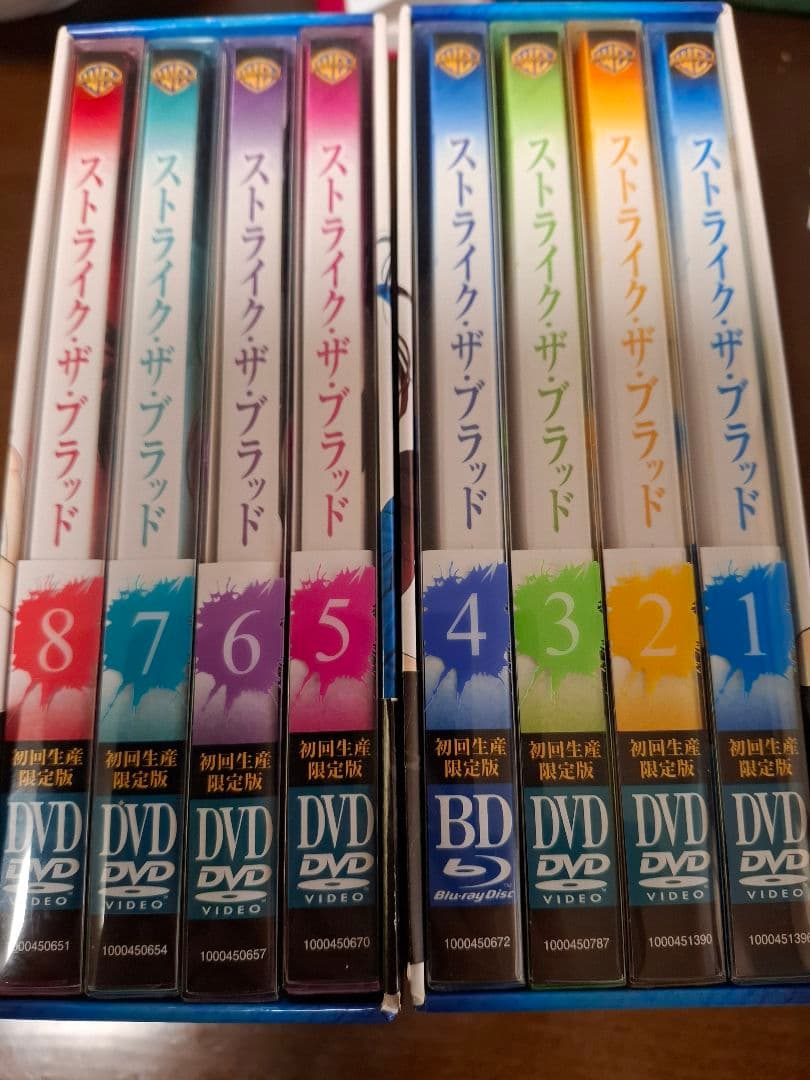 WB
ストライク・ザ・ブラッド
8
初回生産
限定版
DVD
DVD
VIDEO
1000450651
WB
ストライク・ザ・ブラッド
7
初回生産
限定版
DVD
DVD
VIDEO
1000450654
WB
ストライク・ザ・ブラッド
6
初回生産
限定版
DVD
DVD
VIDEO
1000450657
WB
ストライク・ザ・ブラッド
5
初回生産
限定版
DVD
DVD
VIDEO
1000450670
WB
ストライク・ザ・ブラッド
4
初回生産
限定版
BD
Blu-ray Disc
1000450672
WB
ストライク・ザ・ブラッド
3
初回生産
限定版
DVD
DVD
VIDEO
1000450787
WB
ストライク・ザ・ブラッド
2
初回生産
限定版
DVD
DVD
VIDEO
1000451390
WB
ストライク・ザ・ブラッド
1
初回生産
限定版
DVD
DVD
VIDEO
1000451396